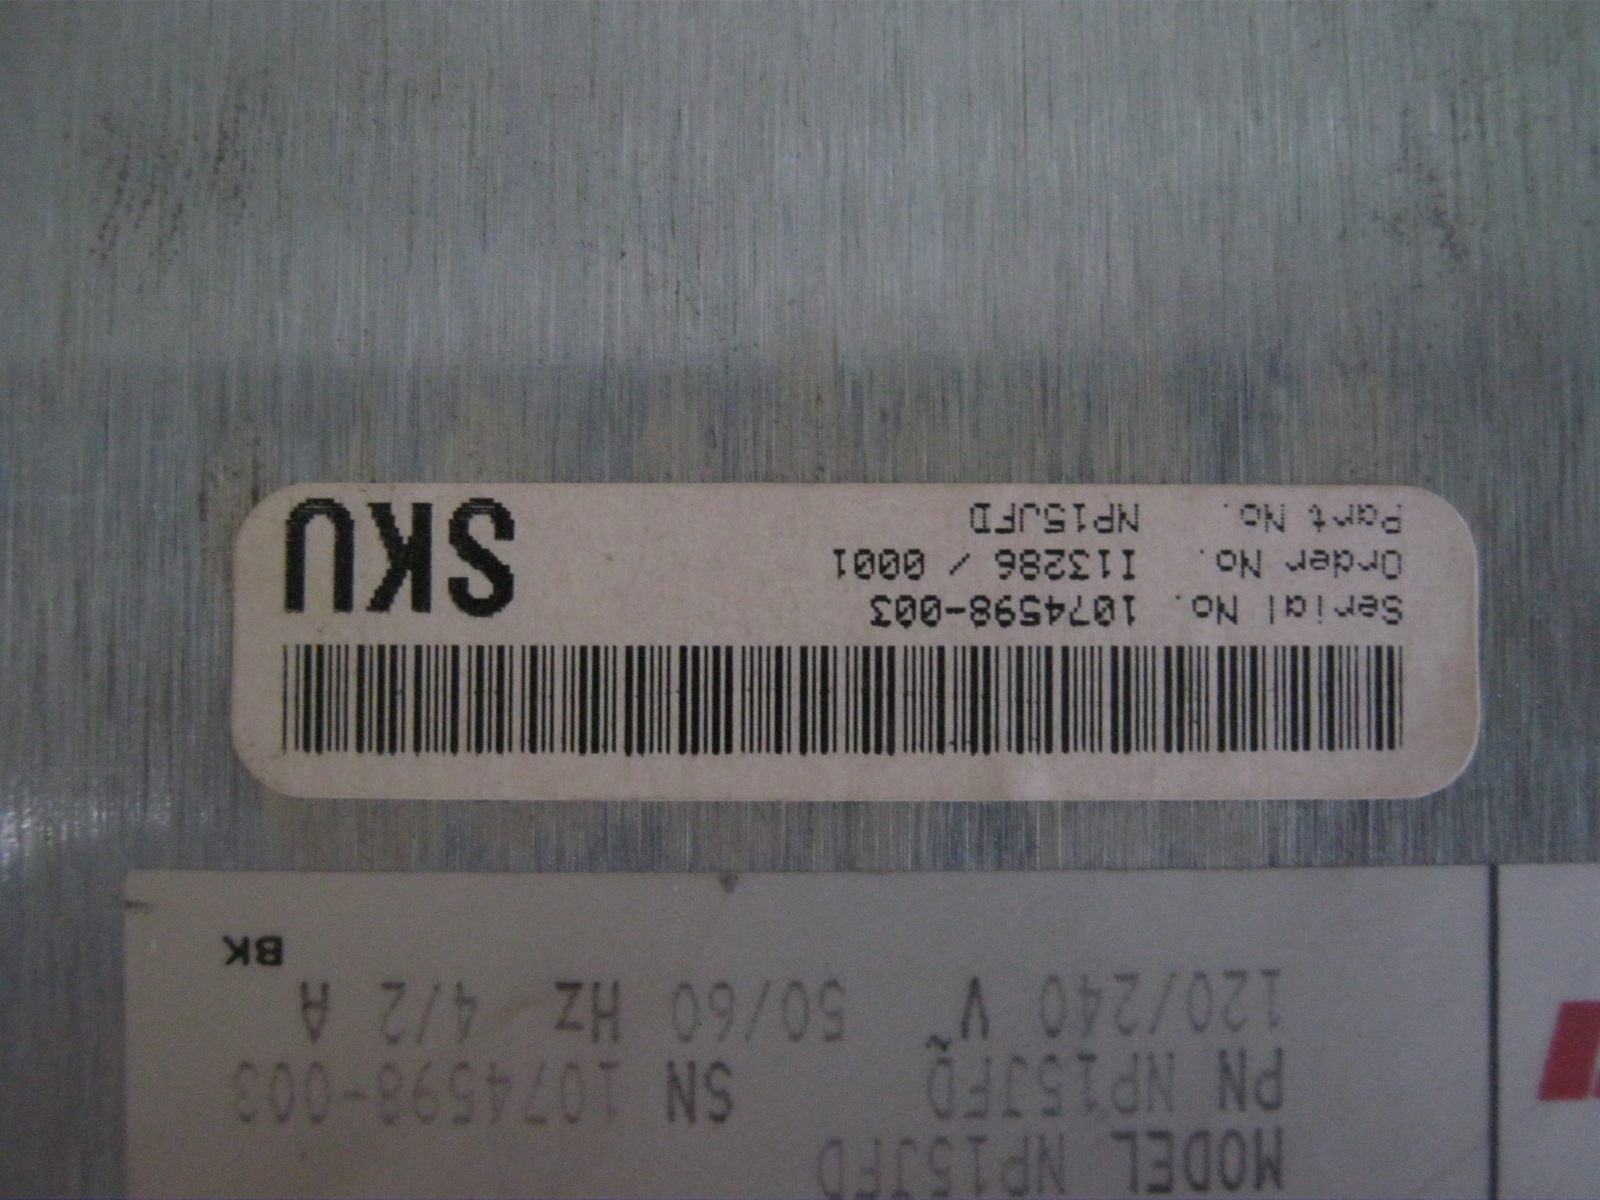 MODEL NP15JFD
PN NP15JFD SN 1074598-003
120/240 V~ 50/60 Hz 4/2 A
BK
Serial No. 1074598-003
Order No. I13286 / 0001
Part No. NP15JFD
SKU